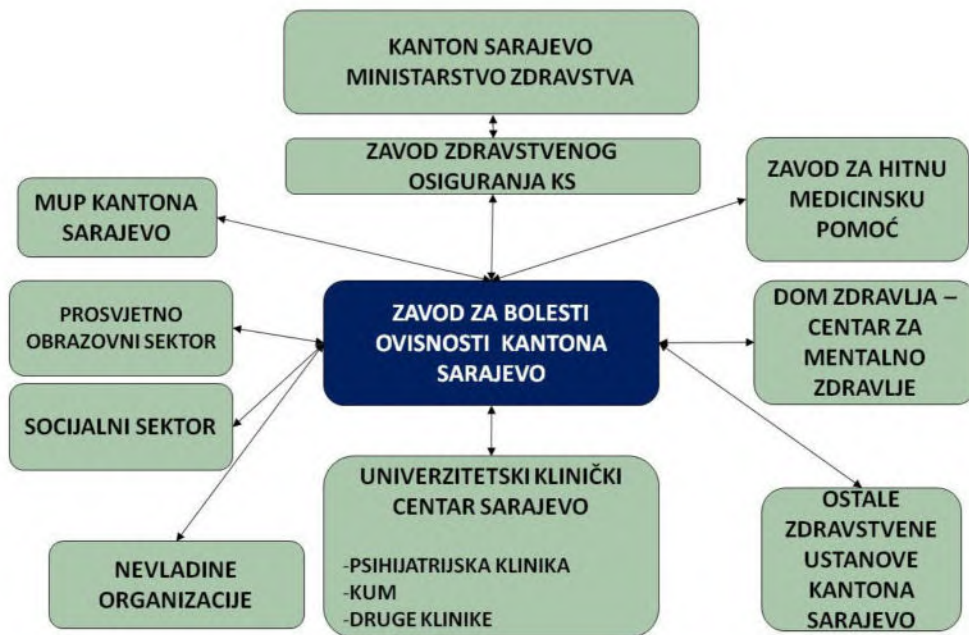 KANTON SARAJEVO
MINISTARSTVO ZDRAVSTVA
ZAVOD ZDRAVSTVENOG
OSIGURANJA KS
MUP KANTONA
SARAJEVO
ZAVOD ZA HITNU
MEDICINSKU
POMOĆ
PROSVJETNO
OBRAZOVNI SEKTOR
ZAVOD ZA BOLESTI
OVISNOSTI KANTONA
SARAJEVO
DOM ZDRAVLJA –
CENTAR ZA
MENTALNO
ZDRAVLJE
SOCIJALNI SEKTOR
NEVLADINE
ORGANIZACIJE
UNIVERZITETSKI KLINIČKI
CENTAR SARAJEVO
-PSIHIJATRIJSKA KLINIKA
-KUM
-DRUGE KLINIKE
OSTALE
ZDRAVSTVENE
USTANOVE
KANTONA
SARAJEVO